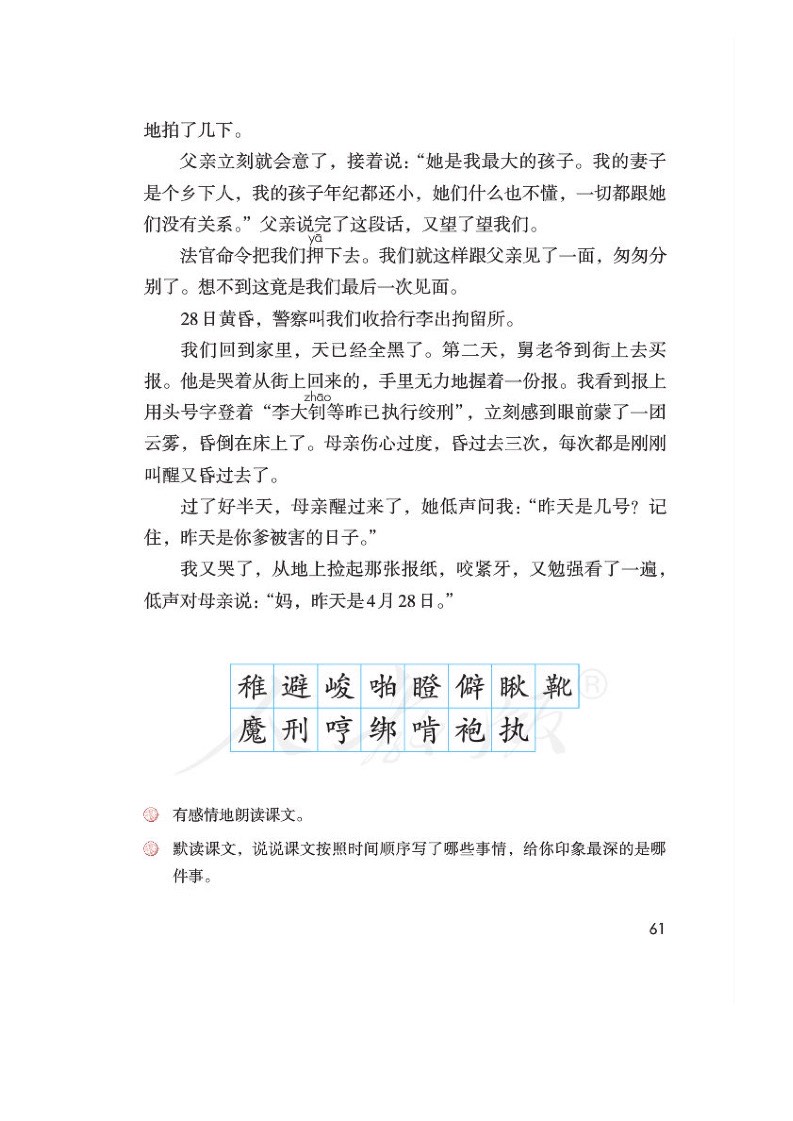 地拍了几下。
父亲立刻就会意了，接着说：“她是我最大的孩子。我的妻子
是个乡下人，我的孩子年纪都还小，她们什么也不懂，一切都跟她
们没有关系。”父亲说完了这段话，又望了望我们。
yā
法官命令把我们押下去。我们就这样跟父亲见了一面，匆匆分
别了。想不到这竟是我们最后一次见面。
28日黄昏，警察叫我们收拾行李出拘留所。
我们回到家里，天已经全黑了。第二天，舅老爷到街上去买
报。他是哭着从街上回来的，手里无力地握着一份报。我看到报上
zhāo
用头号字登着“李大钊等昨已执行绞刑”，立刻感到眼前蒙了一团
云雾，昏倒在床上了。母亲伤心过度，昏过去三次，每次都是刚刚
叫醒又昏过去了。
过了好半天，母亲醒过来了，她低声问我：“昨天是几号？记
住，昨天是你爹被害的日子。”
我又哭了，从地上捡起那张报纸，咬紧牙，又勉强看了一遍，
低声对母亲说：“妈，昨天是4月28日。”
稚避峻啪瞪僻瞅靴
魔刑哼绑啃袍执
人教版®
有感情地朗读课文。
默读课文，说说课文按照时间顺序写了哪些事情，给你印象最深的是哪
件事。
61